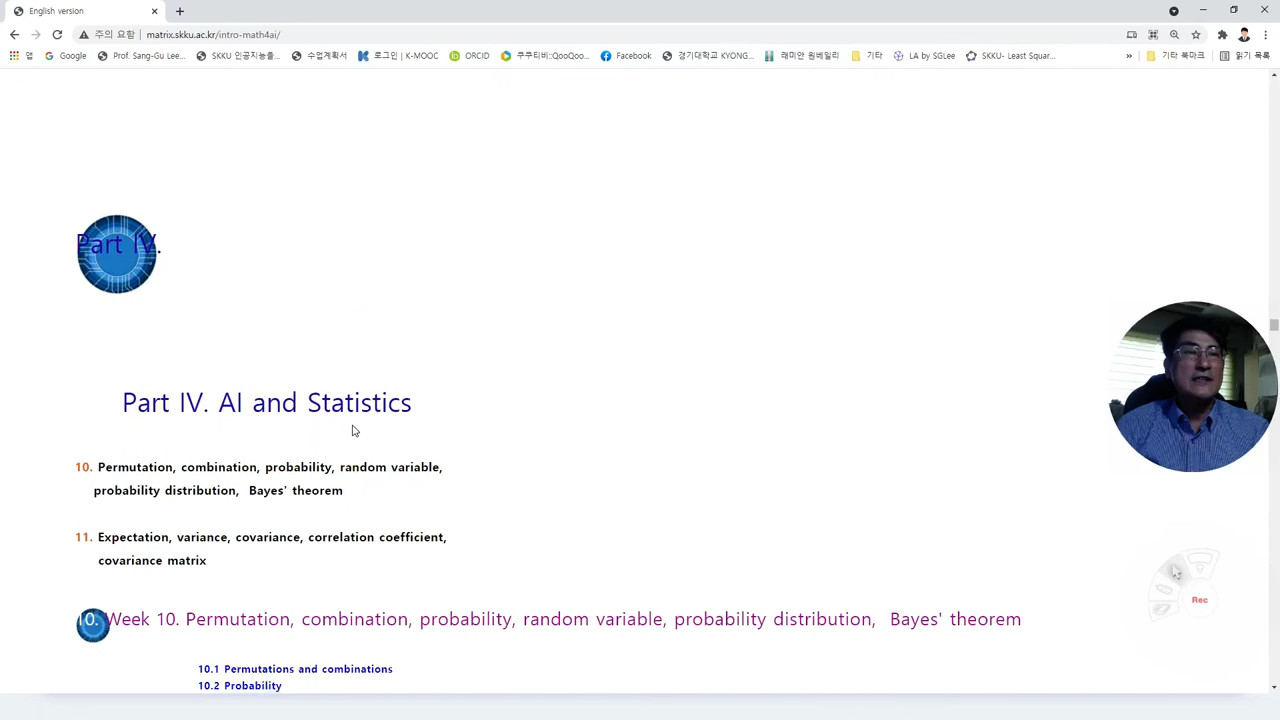 English version
주의 요함
matrix.skku.ac.kr/intro-math4ai/
앱
Google
Prof. Sang-Gu Lee...
SKKU 인공지능을...
수업계획서
로그인 | K-MOOC
ORCID
쿠쿠티비::QooQoo...
Facebook
경기대학교 KYONG...
래미안 원베일리
기타
LA by SGLee
SKKU- Least Squar...
»
기타 북마크
읽기 목록
Part IV.
Part IV. AI and Statistics
10. Permutation, combination, probability, random variable,
probability distribution, Bayes' theorem
11. Expectation, variance, covariance, correlation coefficient,
covariance matrix
10. Week 10. Permutation, combination, probability, random variable, probability distribution, Bayes' theorem
10.1 Permutations and combinations
10.2 Probability
Rec